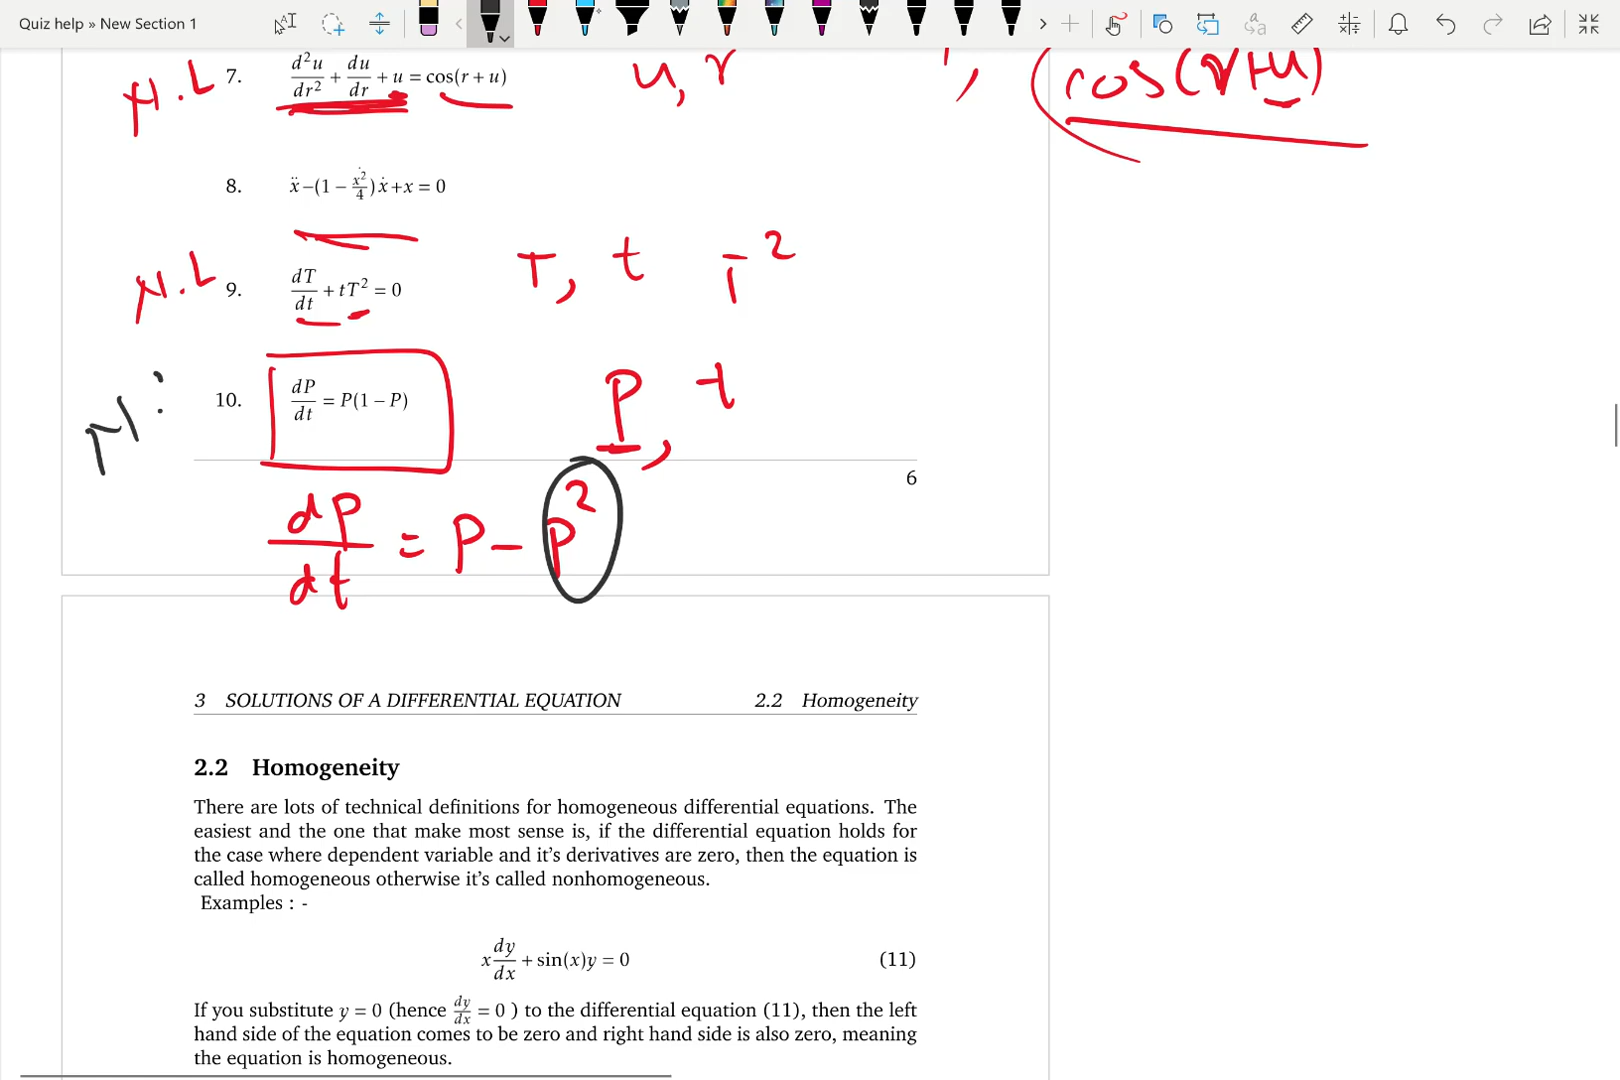 Quiz help » New Section 1
N.L 7. d²u/dr² + du/dr + u = cos(r + u) u, r , cos(r+u)
8. ẍ −(1 − ẋ²/4)ẋ + x = 0
N.L 9. dT/dt + tT² = 0 T, t T²
10. dP/dt = P(1 − P) P, t
6
dP/dt = P − P²
3 SOLUTIONS OF A DIFFERENTIAL EQUATION 2.2 Homogeneity
2.2 Homogeneity
There are lots of technical definitions for homogeneous differential equations. The
easiest and the one that make most sense is, if the differential equation holds for
the case where dependent variable and it's derivatives are zero, then the equation is
called homogeneous otherwise it's called nonhomogeneous.
Examples : -
x dy/dx + sin(x)y = 0 (11)
If you substitute y = 0 (hence dy/dx = 0 ) to the differential equation (11), then the left
hand side of the equation comes to be zero and right hand side is also zero, meaning
the equation is homogeneous.